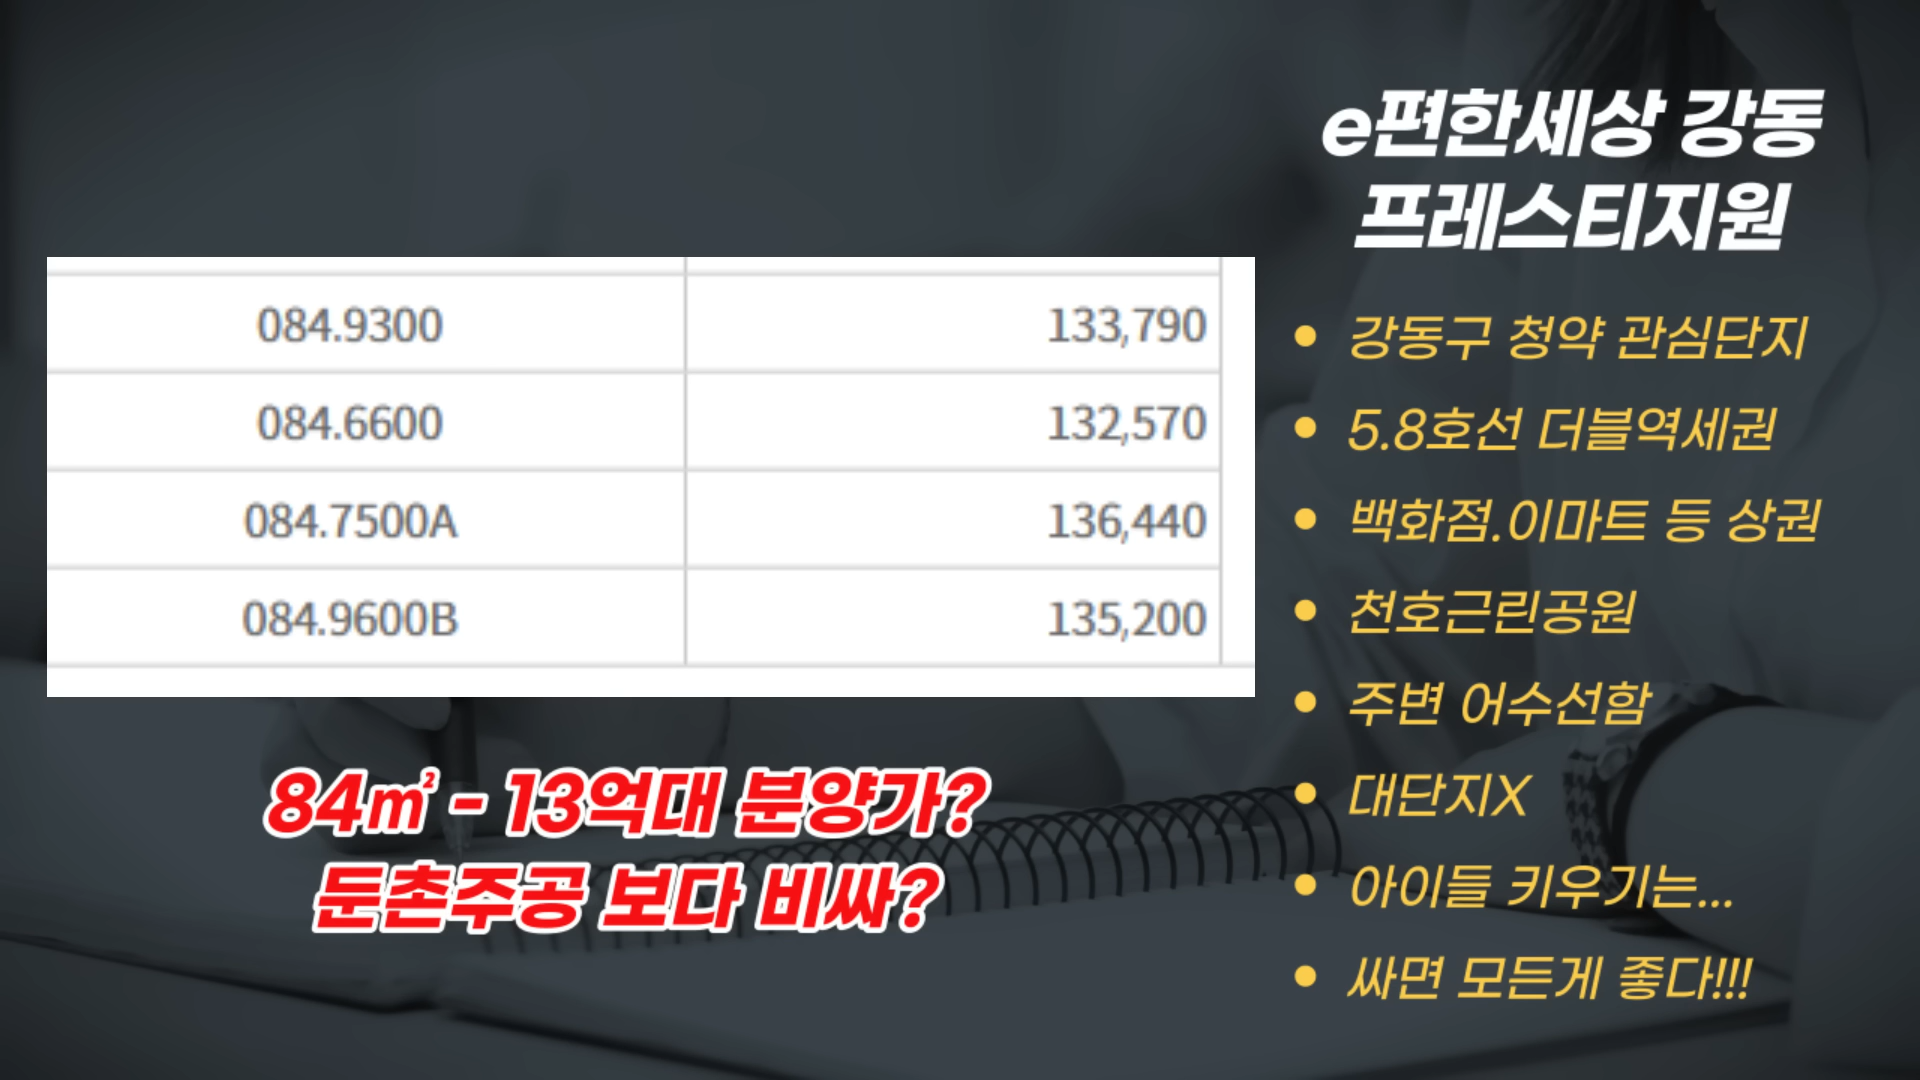 e편한세상 강동
프레스티지원
084.9300 133,790
084.6600 132,570
084.7500A 136,440
084.9600B 135,200
84㎡ - 13억대 분양가?
둔촌주공 보다 비싸?
• 강동구 청약 관심단지
• 5.8호선 더블역세권
• 백화점.이마트 등 상권
• 천호근린공원
• 주변 어수선함
• 대단지X
• 아이들 키우기는...
• 싸면 모든게 좋다!!!